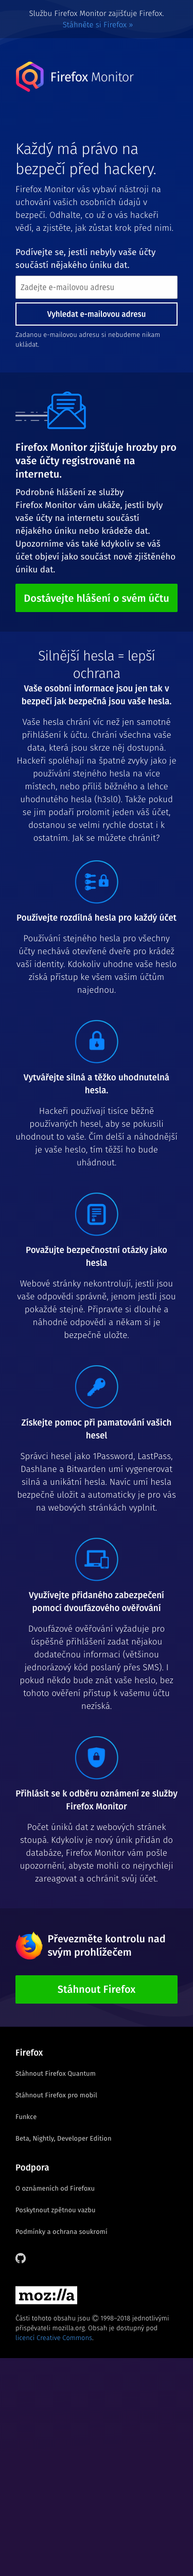 Službu Firefox Monitor zajišťuje Firefox.
Stáhněte si Firefox »
Firefox Monitor
Každý má právo na
bezpečí před hackery.
Firefox Monitor vás vybaví nástroji na
uchování vašich osobních údajů v
bezpečí. Odhalte, co už o vás hackeři
vědí, a zjistěte, jak zůstat krok před nimi.
Podívejte se, jestli nebyly vaše účty
součástí nějakého úniku dat.
Zadejte e-mailovou adresu
Vyhledat e-mailovou adresu
Zadanou e-mailovou adresu si nebudeme nikam
ukládat.
Firefox Monitor zjišťuje hrozby pro
vaše účty registrované na
internetu.
Podrobné hlášení ze služby
Firefox Monitor vám ukáže, jestli byly
vaše účty na internetu součástí
nějakého úniku nebo krádeže dat.
Upozorníme vás také kdykoliv se váš
účet objeví jako součást nově zjištěného
úniku dat.
Dostávejte hlášení o svém účtu
Silnější hesla = lepší
ochrana
Vaše osobní informace jsou jen tak v
bezpečí jak bezpečná jsou vaše hesla.
Vaše hesla chrání víc než jen samotné
přihlášení k účtu. Chrání všechna vaše
data, která jsou skrze něj dostupná.
Hackeři spoléhají na špatné zvyky jako je
používání stejného hesla na více
místech, nebo příliš běžného a lehce
uhodnutého hesla (h3sl0). Takže pokud
se jim podaří prolomit jeden váš účet,
dostanou se velmi rychle dostat i k
ostatním. Jak se můžete chránit?
Používejte rozdílná hesla pro každý účet
Používání stejného hesla pro všechny
účty nechává otevřené dveře pro krádež
vaší identity. Kdokoliv uhodne vaše heslo
získá přístup ke všem vašim účtům
najednou.
Vytvářejte silná a těžko uhodnutelná
hesla.
Hackeři používají tisíce běžně
používaných hesel, aby se pokusili
uhodnout to vaše. Čím delší a náhodnější
je vaše heslo, tím těžší ho bude
uhádnout.
Považujte bezpečnostní otázky jako
hesla
Webové stránky nekontrolují, jestli jsou
vaše odpovědi správné, jenom jestli jsou
pokaždé stejné. Připravte si dlouhé a
náhodné odpovědi a někam si je
bezpečně uložte.
Získejte pomoc při pamatování vašich
hesel
Správci hesel jako 1Password, LastPass,
Dashlane a Bitwarden umí vygenerovat
silná a unikátní hesla. Navíc umí hesla
bezpečně uložit a automaticky je pro vás
na webových stránkách vyplnit.
Využívejte přidaného zabezpečení
pomocí dvoufázového ověřování
Dvoufázové ověřování vyžaduje pro
úspěšné přihlášení zadat nějakou
dodatečnou informaci (většinou
jednorázový kód poslaný přes SMS). I
pokud někdo bude znát vaše heslo, bez
tohoto ověření přístup k vašemu účtu
nezíská.
Přihlásit se k odběru oznámení ze služby
Firefox Monitor
Počet úniků dat z webových stránek
stoupá. Kdykoliv je nový únik přidán do
databáze, Firefox Monitor vám pošle
upozornění, abyste mohli co nejrychleji
zareagovat a ochránit svůj účet.
Převezměte kontrolu nad
svým prohlížečem
Stáhnout Firefox
Firefox
Stáhnout Firefox Quantum
Stáhnout Firefox pro mobil
Funkce
Beta, Nightly, Developer Edition
Podpora
O oznámeních od Firefoxu
Poskytnout zpětnou vazbu
Podmínky a ochrana soukromí
moz://a
Části tohoto obsahu jsou © 1998–2018 jednotlivými
přispěvateli mozilla.org. Obsah je dostupný pod
licencí Creative Commons.